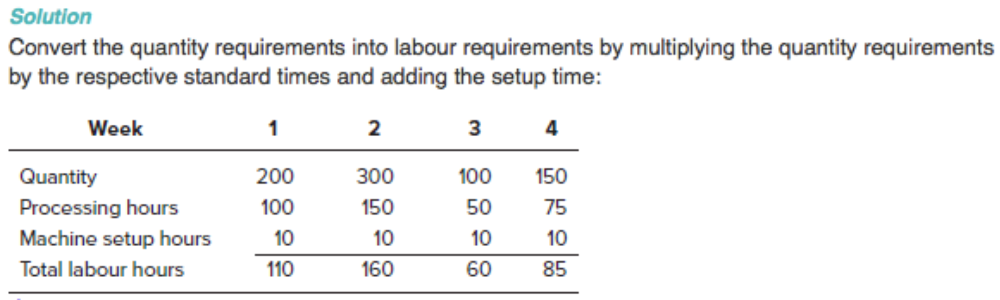 Solution
Convert the quantity requirements into labour requirements by multiplying the quantity requirements
by the respective standard times and adding the setup time:
Week 1 2 3 4
Quantity 200 300 100 150
Processing hours 100 150 50 75
Machine setup hours 10 10 10 10
Total labour hours 110 160 60 85